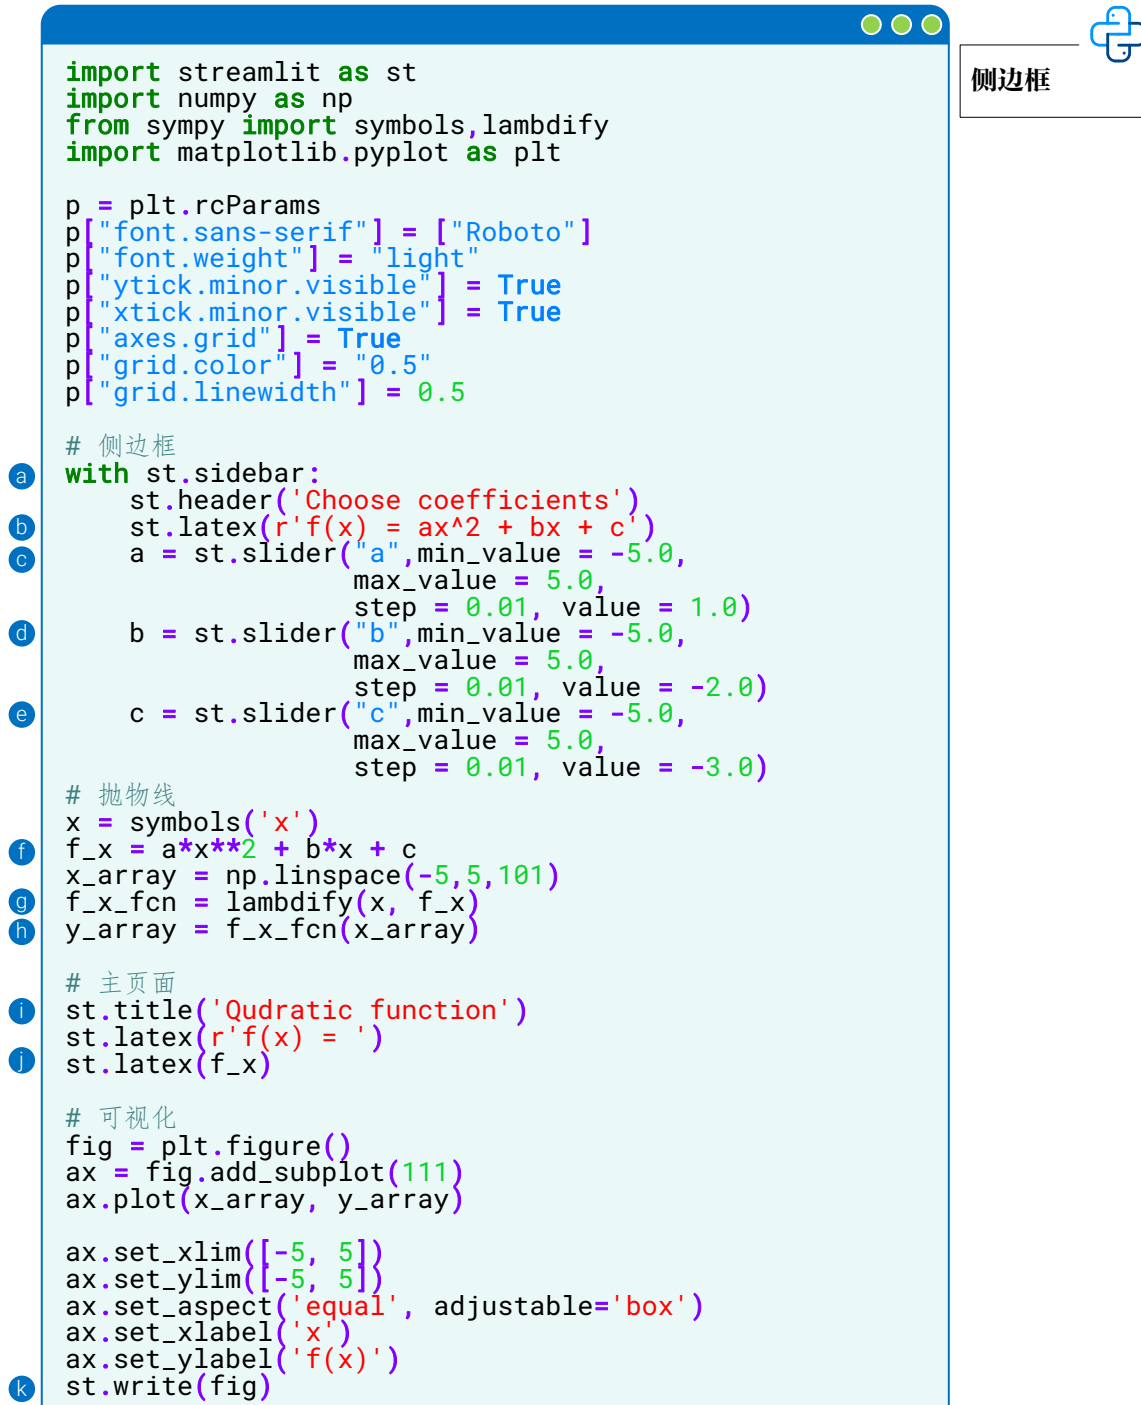 侧边框
import streamlit as st
import numpy as np
from sympy import symbols,lambdify
import matplotlib.pyplot as plt
p = plt.rcParams
p["font.sans-serif"] = ["Roboto"]
p["font.weight"] = "light"
p["ytick.minor.visible"] = True
p["xtick.minor.visible"] = True
p["axes.grid"] = True
p["grid.color"] = "0.5"
p["grid.linewidth"] = 0.5
# 侧边框
a with st.sidebar:
st.header('Choose coefficients')
b st.latex(r'f(x) = ax^2 + bx + c')
c a = st.slider("a",min_value = -5.0,
max_value = 5.0,
step = 0.01, value = 1.0)
d b = st.slider("b",min_value = -5.0,
max_value = 5.0,
step = 0.01, value = -2.0)
e c = st.slider("c",min_value = -5.0,
max_value = 5.0,
step = 0.01, value = -3.0)
# 抛物线
x = symbols('x')
f f_x = a*x**2 + b*x + c
x_array = np.linspace(-5,5,101)
g f_x_fcn = lambdify(x, f_x)
h y_array = f_x_fcn(x_array)
# 主页面
i st.title('Qudratic function')
st.latex(r'f(x) = ')
j st.latex(f_x)
# 可视化
fig = plt.figure()
ax = fig.add_subplot(111)
ax.plot(x_array, y_array)
ax.set_xlim([-5, 5])
ax.set_ylim([-5, 5])
ax.set_aspect('equal', adjustable='box')
ax.set_xlabel('x')
ax.set_ylabel('f(x)')
k st.write(fig)